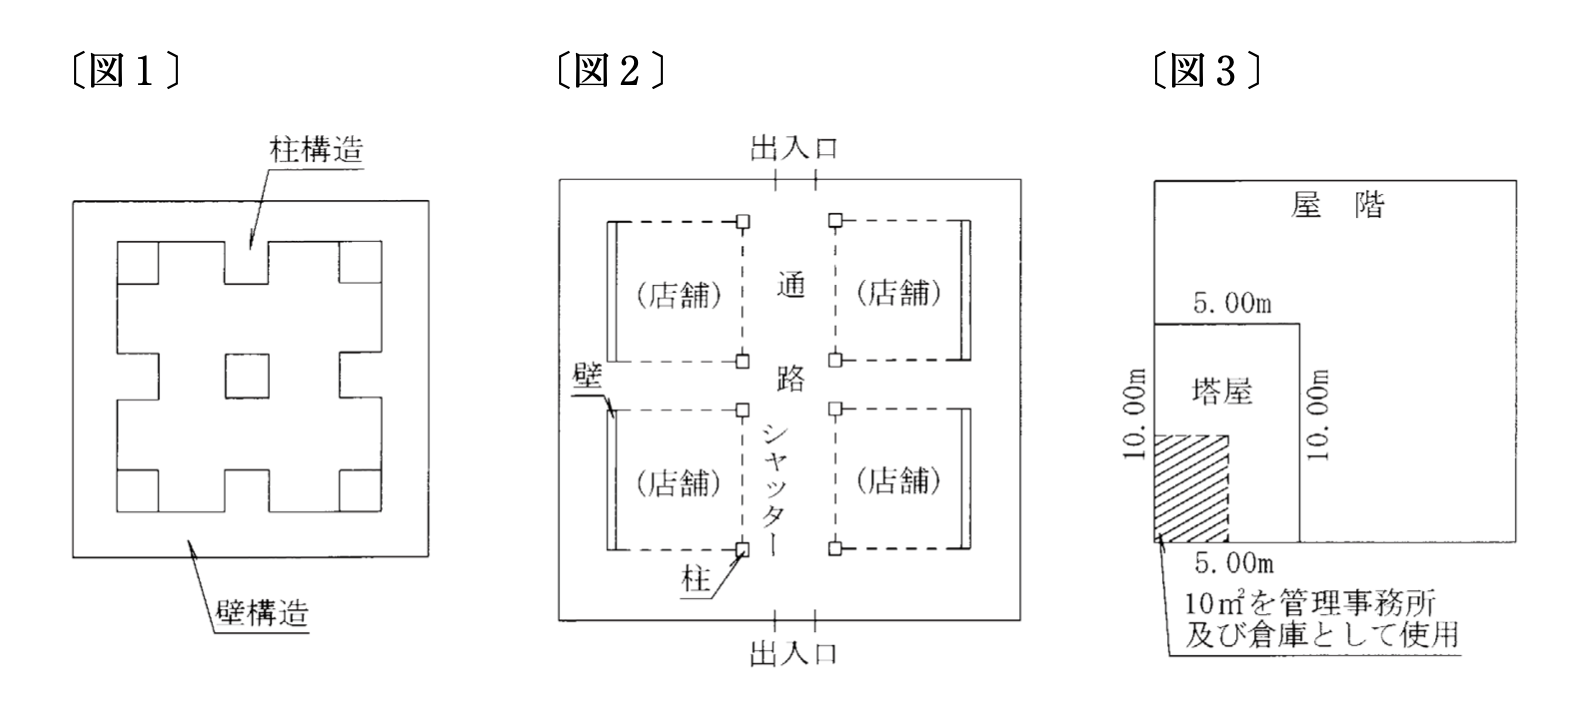 〔図１〕
柱構造
壁構造
〔図２〕
出入口
(店舗)
通路
(店舗)
壁
(店舗)
シャッター
(店舗)
柱
出入口
〔図３〕
屋　階
5.00m
10.00m
塔屋
10.00m
5.00m
10㎡を管理事務所
及び倉庫として使用